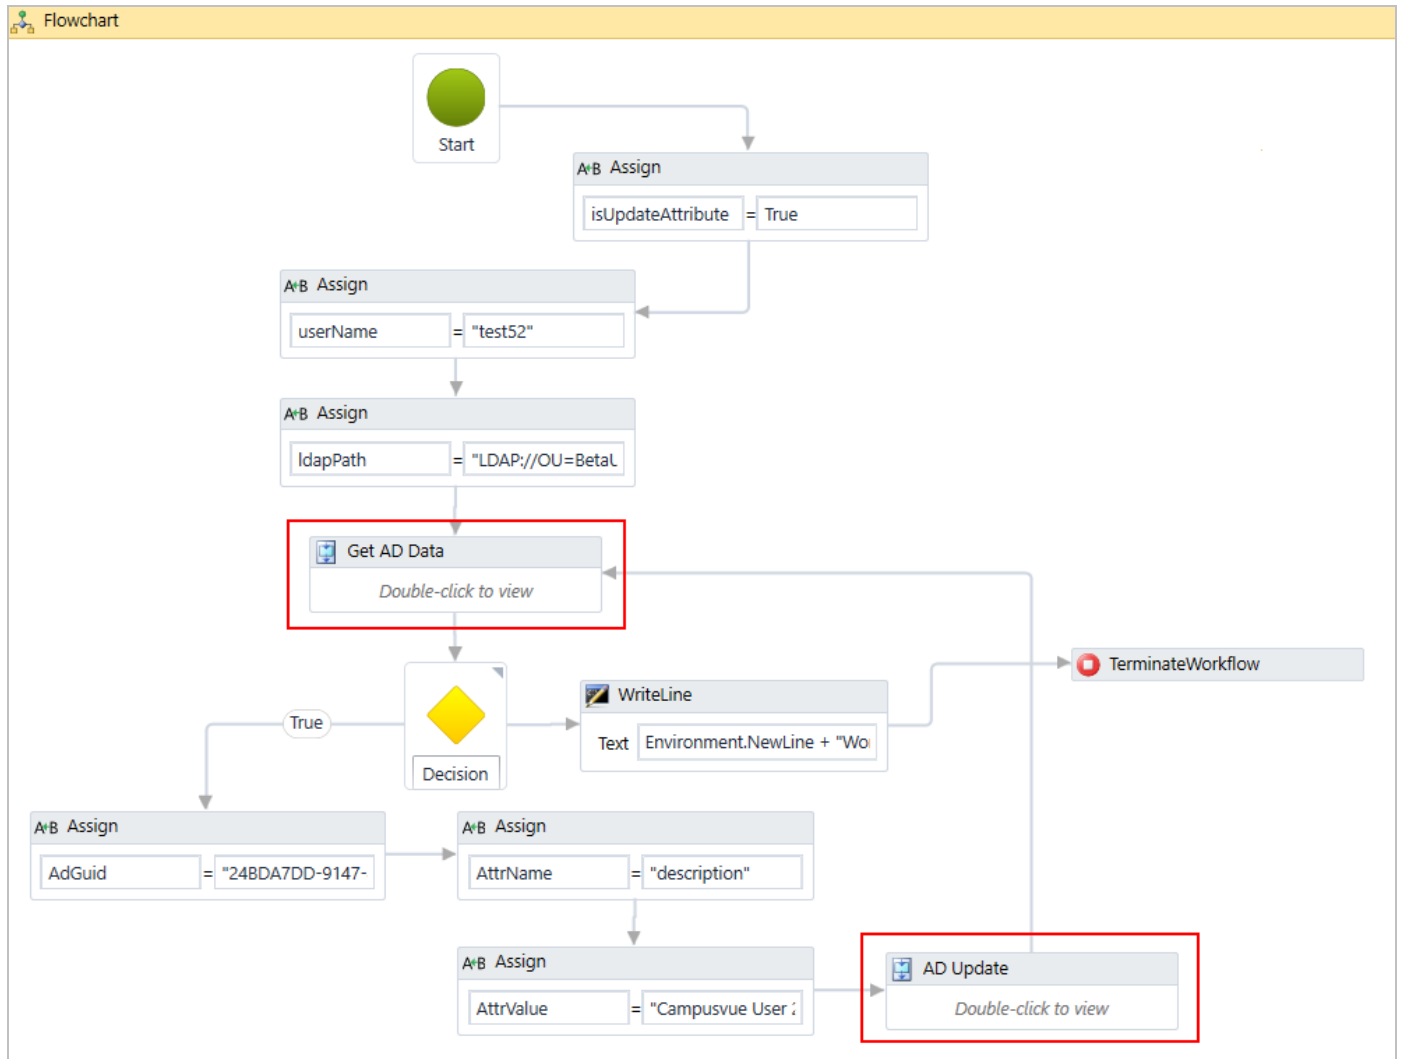 Flowchart
Start
A+B Assign
isUpdateAttribute = True
A+B Assign
userName = "test52"
A+B Assign
ldapPath = "LDAP://OU=Beta
Get AD Data
Double-click to view
TerminateWorkflow
WriteLine
True
Text Environment.NewLine + "Wo
Decision
A+B Assign
A+B Assign
AdGuid = "24BDA7DD-9147-
AttrName = "description"
A+B Assign
AD Update
AttrValue = "Campusvue User
Double-click to view